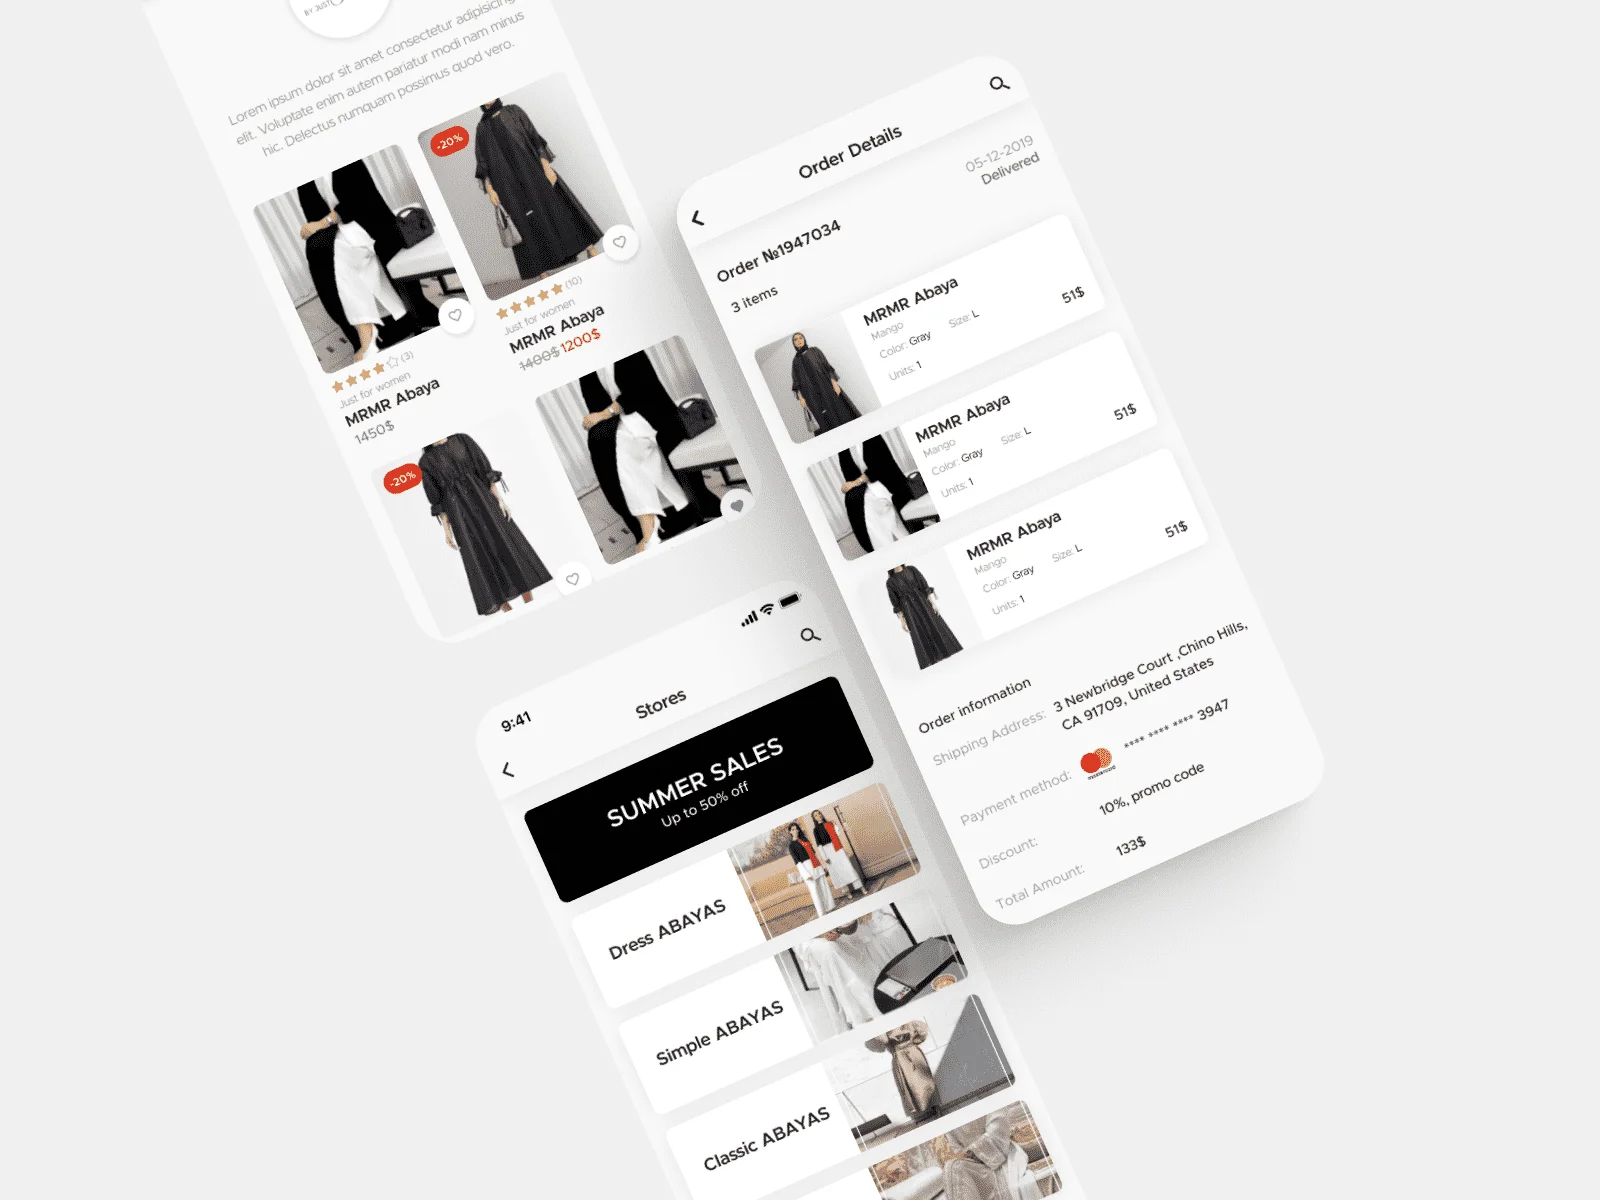 BY JUST
Lorem ipsum dolor sit amet consectetur adipisicing
elit. Voluptate enim autem pariatur modi nam minus
hic. Delectus numquam possimus quod vero.
-20%
(3)
Just for women
MRMR Abaya
1450$
(10)
Just for women
MRMR Abaya
1400$ 1200$
-20%
Order Details
05-12-2019
Delivered
Order №1947034
3 items
MRMR Abaya
Mango
Color: Gray Size: L
Units: 1
51$
MRMR Abaya
Mango
Color: Gray Size: L
Units: 1
51$
MRMR Abaya
Mango
Color: Gray Size: L
Units: 1
51$
Order information
Shipping Address: 3 Newbridge Court ,Chino Hills,
CA 91709, United States
Payment method: mastercard **** **** **** 3947
Discount: 10%, promo code
Total Amount: 133$
9:41
Stores
SUMMER SALES
Up to 50% off
Dress ABAYAS
Simple ABAYAS
Classic ABAYAS